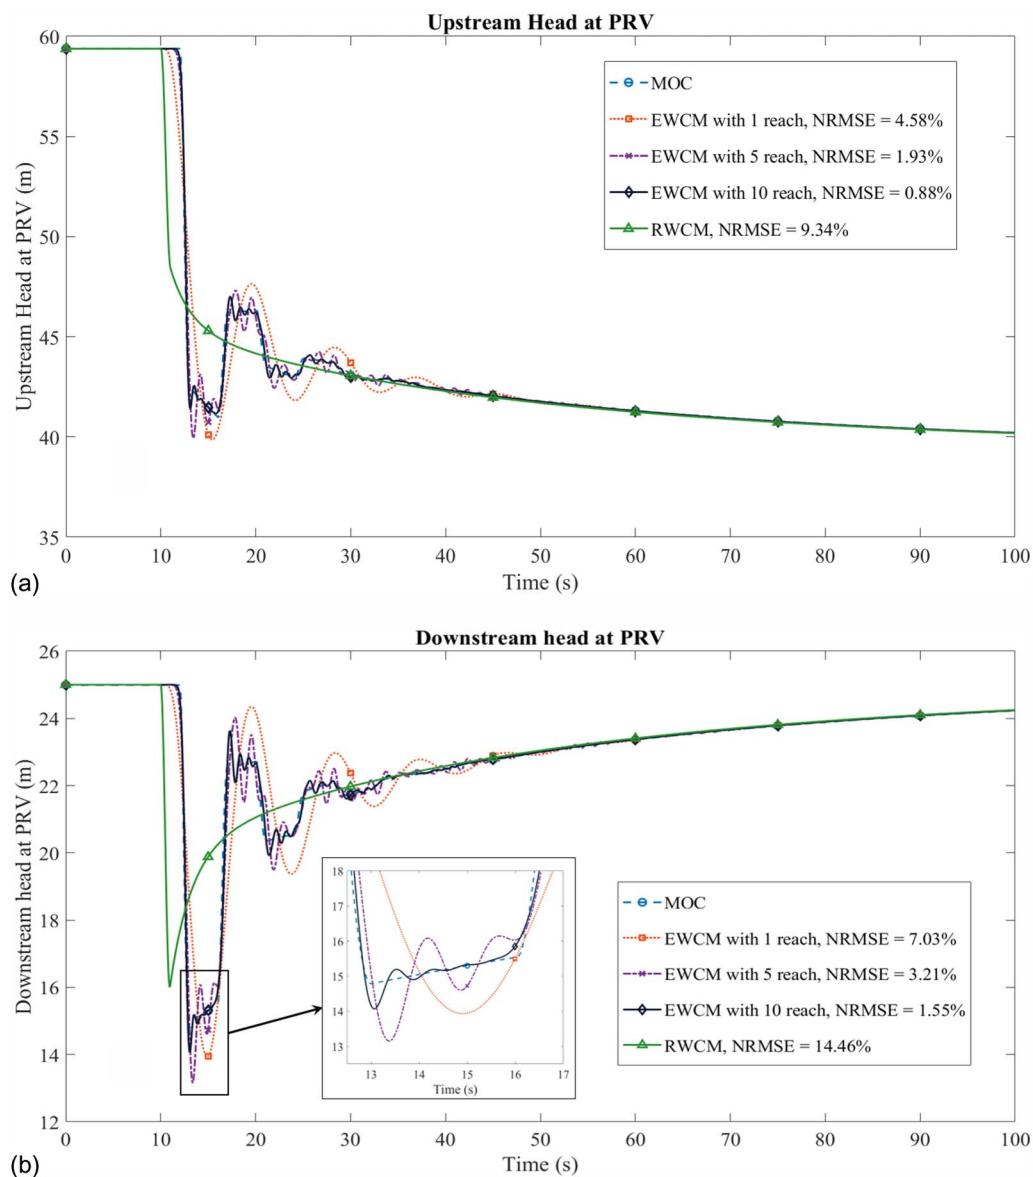 Upstream Head at PRV
60
55
50
45
40
35
Upstream Head at PRV (m)
MOC
EWCM with 1 reach, NRMSE = 4.58%
EWCM with 5 reach, NRMSE = 1.93%
EWCM with 10 reach, NRMSE = 0.88%
RWCM, NRMSE = 9.34%
0 10 20 30 40 50 60 70 80 90 100
Time (s)
(a)
Downstream head at PRV
26
24
22
20
18
16
14
12
Downstream head at PRV (m)
18
17
16
15
14
13
13 14 15 16 17
Time (s)
MOC
EWCM with 1 reach, NRMSE = 7.03%
EWCM with 5 reach, NRMSE = 3.21%
EWCM with 10 reach, NRMSE = 1.55%
RWCM, NRMSE = 14.46%
0 10 20 30 40 50 60 70 80 90 100
Time (s)
(b)